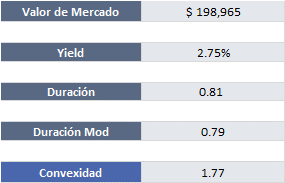 Valor de Mercado $ 198,965
Yield 2.75%
Duración 0.81
Duración Mod 0.79
Convexidad 1.77